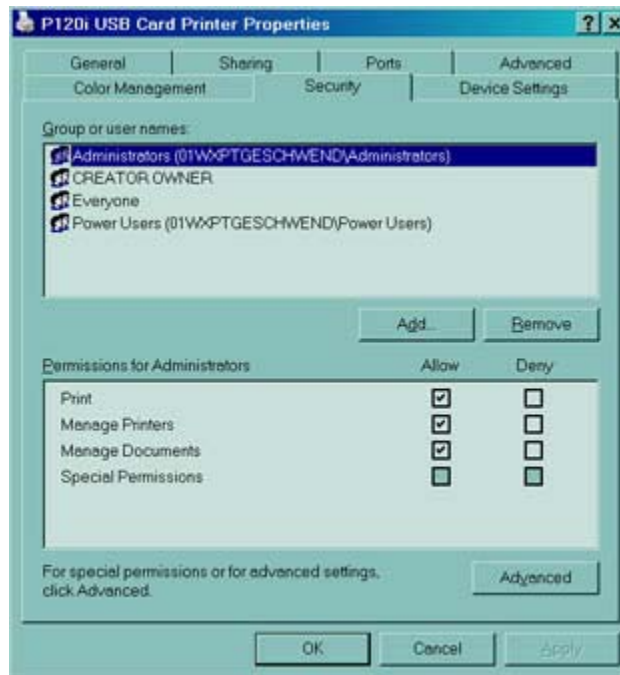 P120i USB Card Printer Properties
General Sharing Ports Advanced
Color Management Security Device Settings
Group or user names:
Administrators (01WXPTGESCHWEND\Administrators)
CREATOR OWNER
Everyone
Power Users (01WXPTGESCHWEND\Power Users)
Add... Remove
Permissions for Administrators Allow Deny
Print
Manage Printers
Manage Documents
Special Permissions
For special permissions or for advanced settings,
click Advanced.
Advanced
OK Cancel Apply